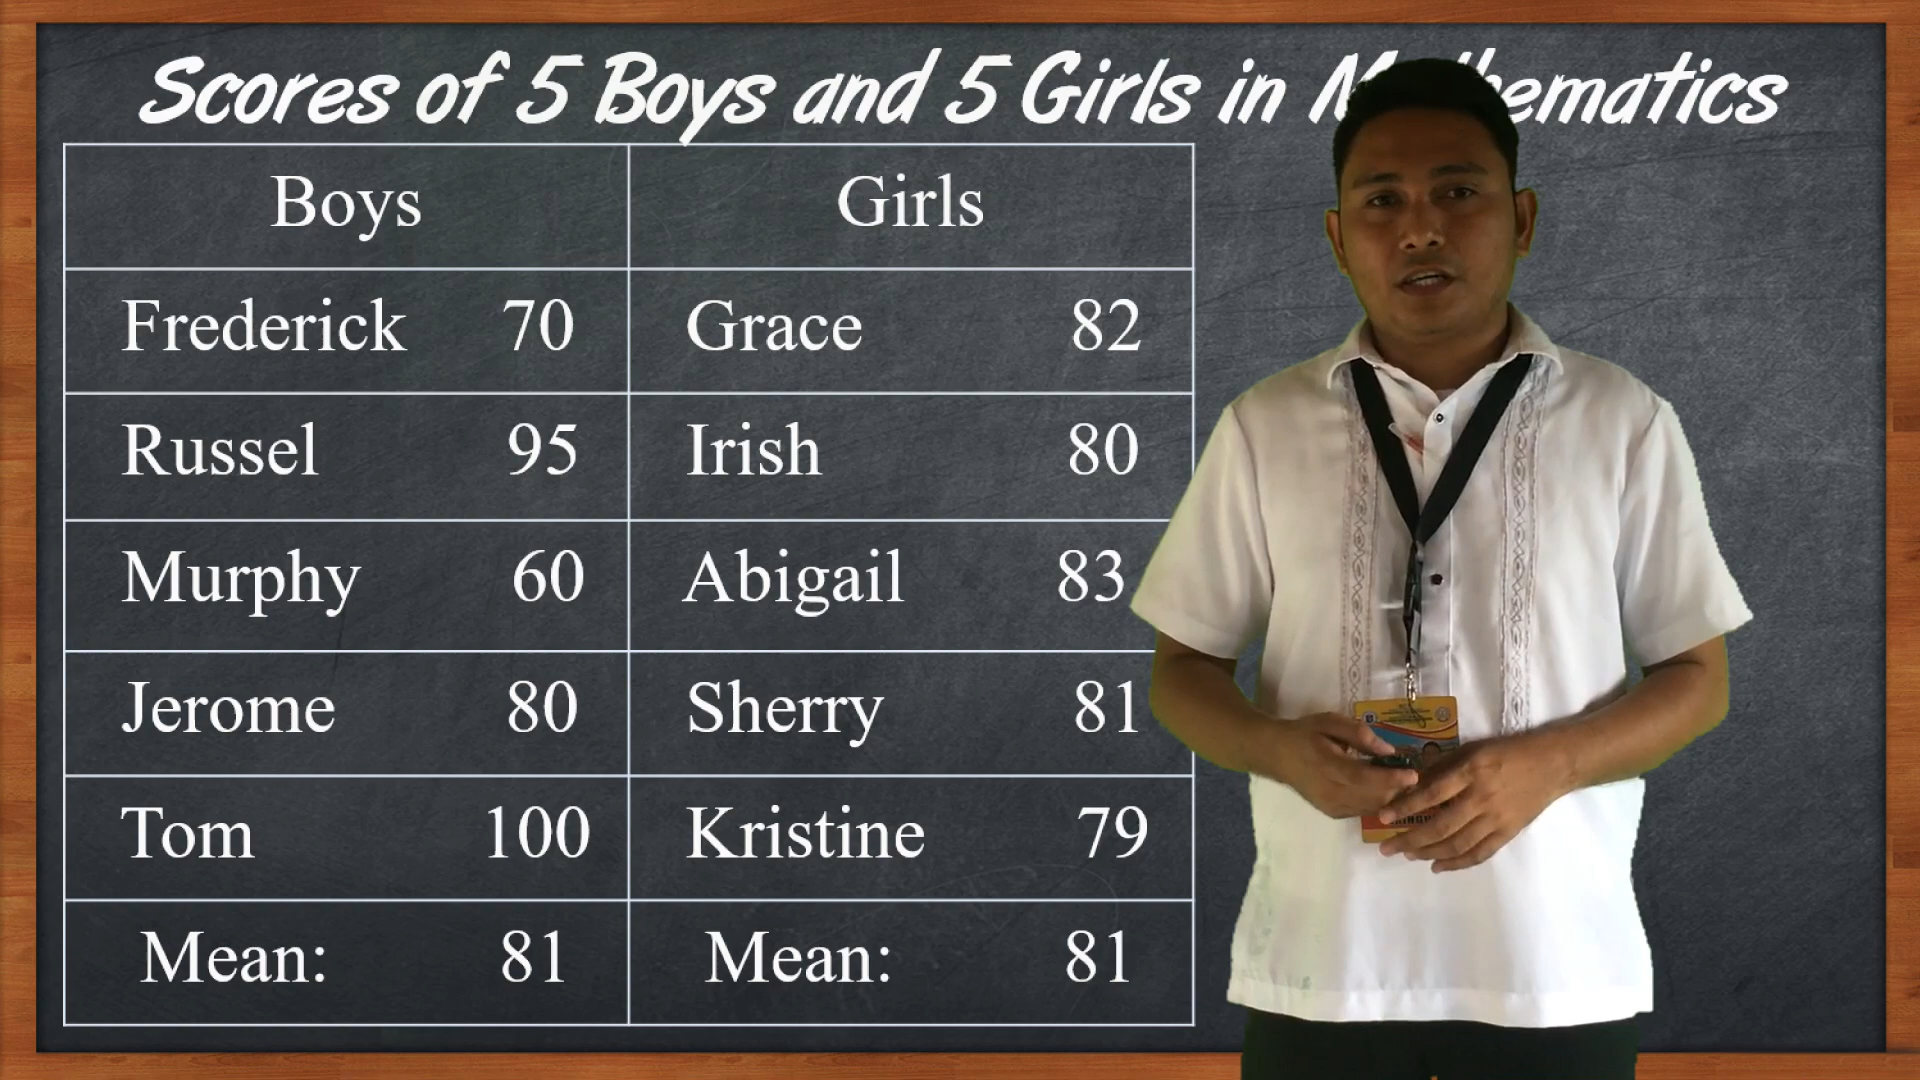 Scores of 5 Boys and 5 Girls in Mathematics
Boys Girls
Frederick 70 Grace 82
Russel 95 Irish 80
Murphy 60 Abigail 83
Jerome 80 Sherry 81
Tom 100 Kristine 79
Mean: 81 Mean: 81